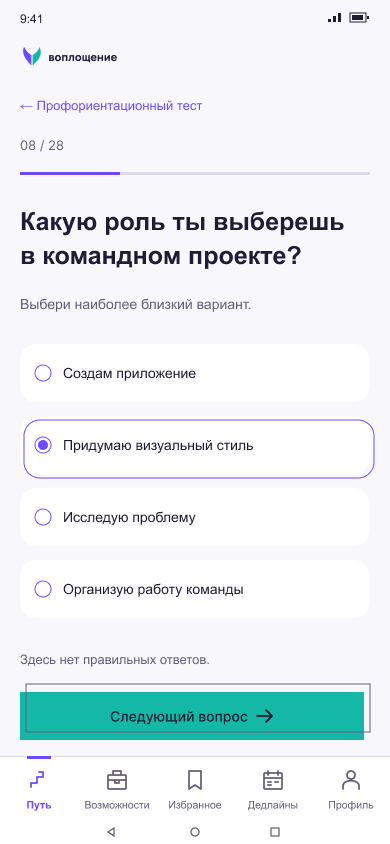 9:41
воплощение
← Профориентационный тест
08 / 28
Какую роль ты выберешь
в командном проекте?
Выбери наиболее близкий вариант.
Создам приложение
Придумаю визуальный стиль
Исследую проблему
Организую работу команды
Здесь нет правильных ответов.
Следующий вопрос →
Путь Возможности Избранное Дедлайны Профиль